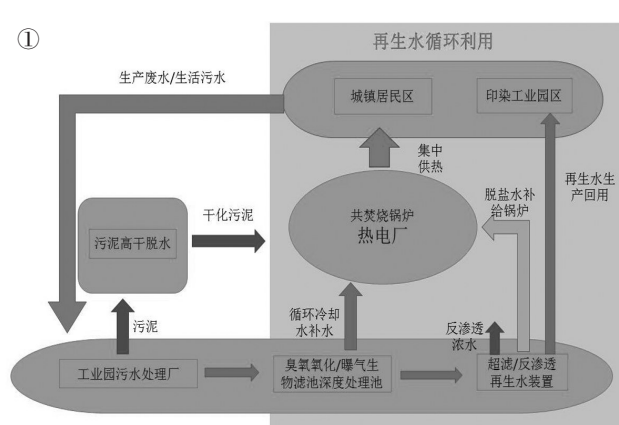 ①
再生水循环利用
生产废水/生活污水
城镇居民区
印染工业园区
集中
供热
再生水生
产回用
脱盐水补
给锅炉
干化污泥
共焚烧锅炉
热电厂
污泥高干脱水
循环冷却
水补水
反渗透
浓水
污泥
工业园污水处理厂
臭氧氧化/曝气生
物滤池深度处理池
超滤/反渗透
再生水装置